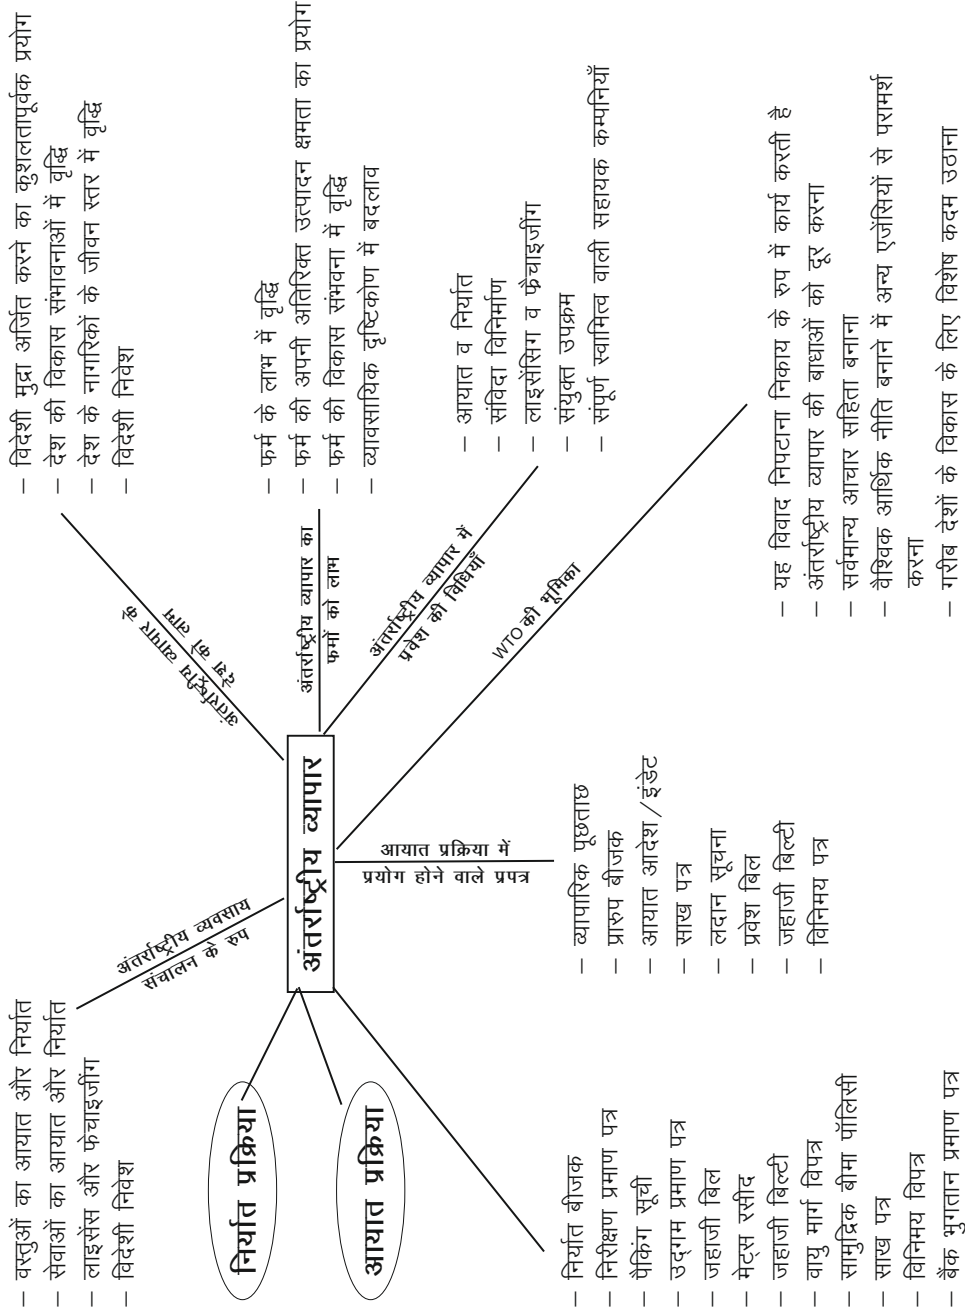 अंतर्राष्ट्रीय व्यापार
अंतर्राष्ट्रीय व्यवसाय
संचालन के रुप
– वस्तुओं का आयात और निर्यात
– सेवाओं का आयात और निर्यात
– लाइसेंस और फेचाइजींग
– विदेशी निवेश
अंतर्राष्ट्रीय व्यापार के
देश को लाभ
– विदेशी मुद्रा अर्जित करने का कुशलतापूर्वक प्रयोग
– देश की विकास संभावनाओं में वृद्धि
– देश के नागरिकों के जीवन स्तर में वृद्धि
– विदेशी निवेश
अंतर्राष्ट्रीय व्यापार का
फर्मों को लाभ
– फर्म के लाभ में वृद्धि
– फर्म की अपनी अतिरिक्त उत्पादन क्षमता का प्रयोग
– फर्म की विकास संभवना में वृद्धि
– व्यावसायिक दृष्टिकोण में बदलाव
अंतर्राष्ट्रीय व्यापार में
प्रवेश की विधियाँ
– आयात व निर्यात
– संविदा विनिर्माण
– लाइसेंसिग व फ्रेंचाइजींग
– संयुक्त उपक्रम
– संपूर्ण स्वामित्व वाली सहायक कम्पनियाँ
WTO की भूमिका
– यह विवाद निपटाना निकाय के रुप में कार्य करती है
– अंतर्राष्ट्रीय व्यापार की बाधाओं को दूर करना
– सर्वमान्य आचार सहिता बनाना
– वैश्विक आर्थिक नीति बनाने में अन्य एजेंसियों से परामर्श
करना
– गरीब देशों के विकास के लिए विशेष कदम उठाना
आयात प्रक्रिया में
प्रयोग होने वाले प्रपत्र
– व्यापारिक पूछताछ
– प्रारुप बीजक
– आयात आदेश/इंडेट
– साख पत्र
– लदान सूचना
– प्रवेश बिल
– जहाजी बिल्टी
– विनिमय पत्र
निर्यात प्रक्रिया
आयात प्रक्रिया
– निर्यात बीजक
– निरीक्षण प्रमाण पत्र
– पैकिंग सूची
– उद्गम प्रमाण पत्र
– जहाजी बिल
– मेट्स रसीद
– जहाजी बिल्टी
– वायु मार्ग विपत्र
– सामुद्रिक बीमा पॉलिसी
– साख पत्र
– विनिमय विपत्र
– बैंक भुगतान प्रमाण पत्र